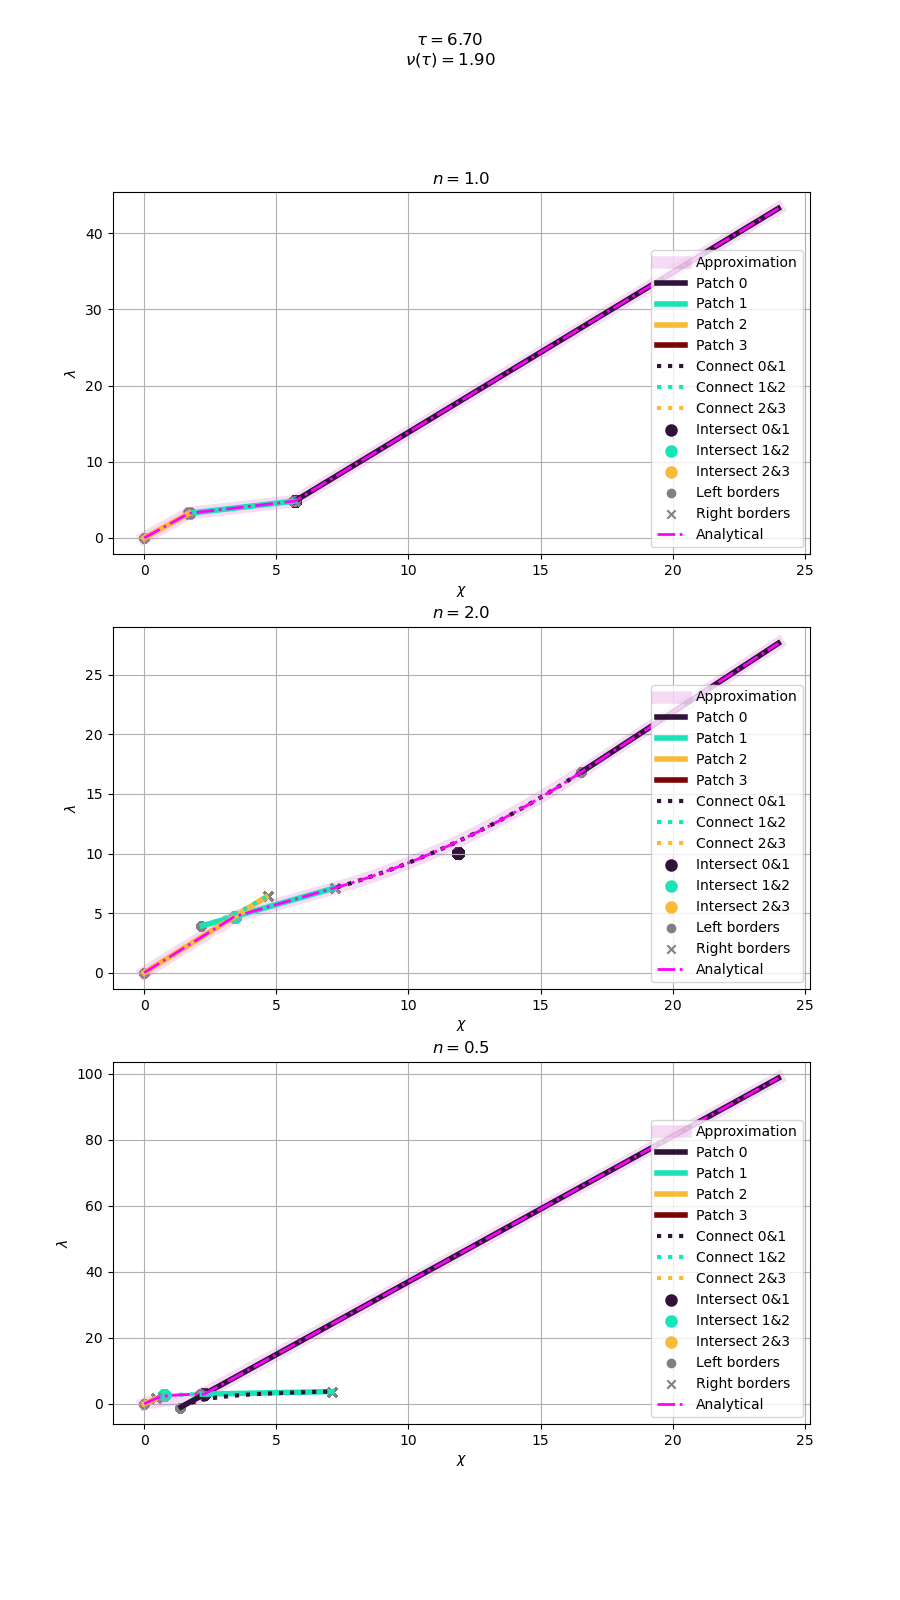 τ = 6.70
ν(τ) = 1.90
n = 1.0
40
30
20
10
0
λ
0 5 10 15 20 25
χ
Approximation
Patch 0
Patch 1
Patch 2
Patch 3
Connect 0&1
Connect 1&2
Connect 2&3
Intersect 0&1
Intersect 1&2
Intersect 2&3
Left borders
Right borders
Analytical
n = 2.0
25
20
15
10
5
0
λ
0 5 10 15 20 25
χ
Approximation
Patch 0
Patch 1
Patch 2
Patch 3
Connect 0&1
Connect 1&2
Connect 2&3
Intersect 0&1
Intersect 1&2
Intersect 2&3
Left borders
Right borders
Analytical
n = 0.5
100
80
60
40
20
0
λ
0 5 10 15 20 25
χ
Approximation
Patch 0
Patch 1
Patch 2
Patch 3
Connect 0&1
Connect 1&2
Connect 2&3
Intersect 0&1
Intersect 1&2
Intersect 2&3
Left borders
Right borders
Analytical